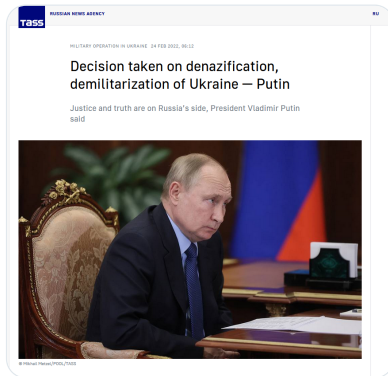 TASS
RUSSIAN NEWS AGENCY
RU
MILITARY OPERATION IN UKRAINE 24 FEB 2022, 06:12
Decision taken on denazification,
demilitarization of Ukraine — Putin
Justice and truth are on Russia's side, President Vladimir Putin
said
© Mikhail Metzel/POOL/TASS